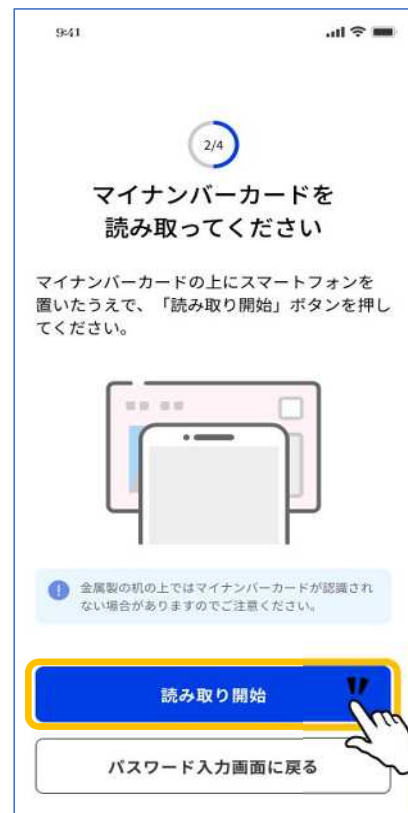 9:41
2/4
マイナンバーカードを
読み取ってください
マイナンバーカードの上にスマートフォンを
置いたうえで、「読み取り開始」ボタンを押し
てください。
金属製の机の上ではマイナンバーカードが認識され
ない場合がありますのでご注意ください。
読み取り開始
パスワード入力画面に戻る